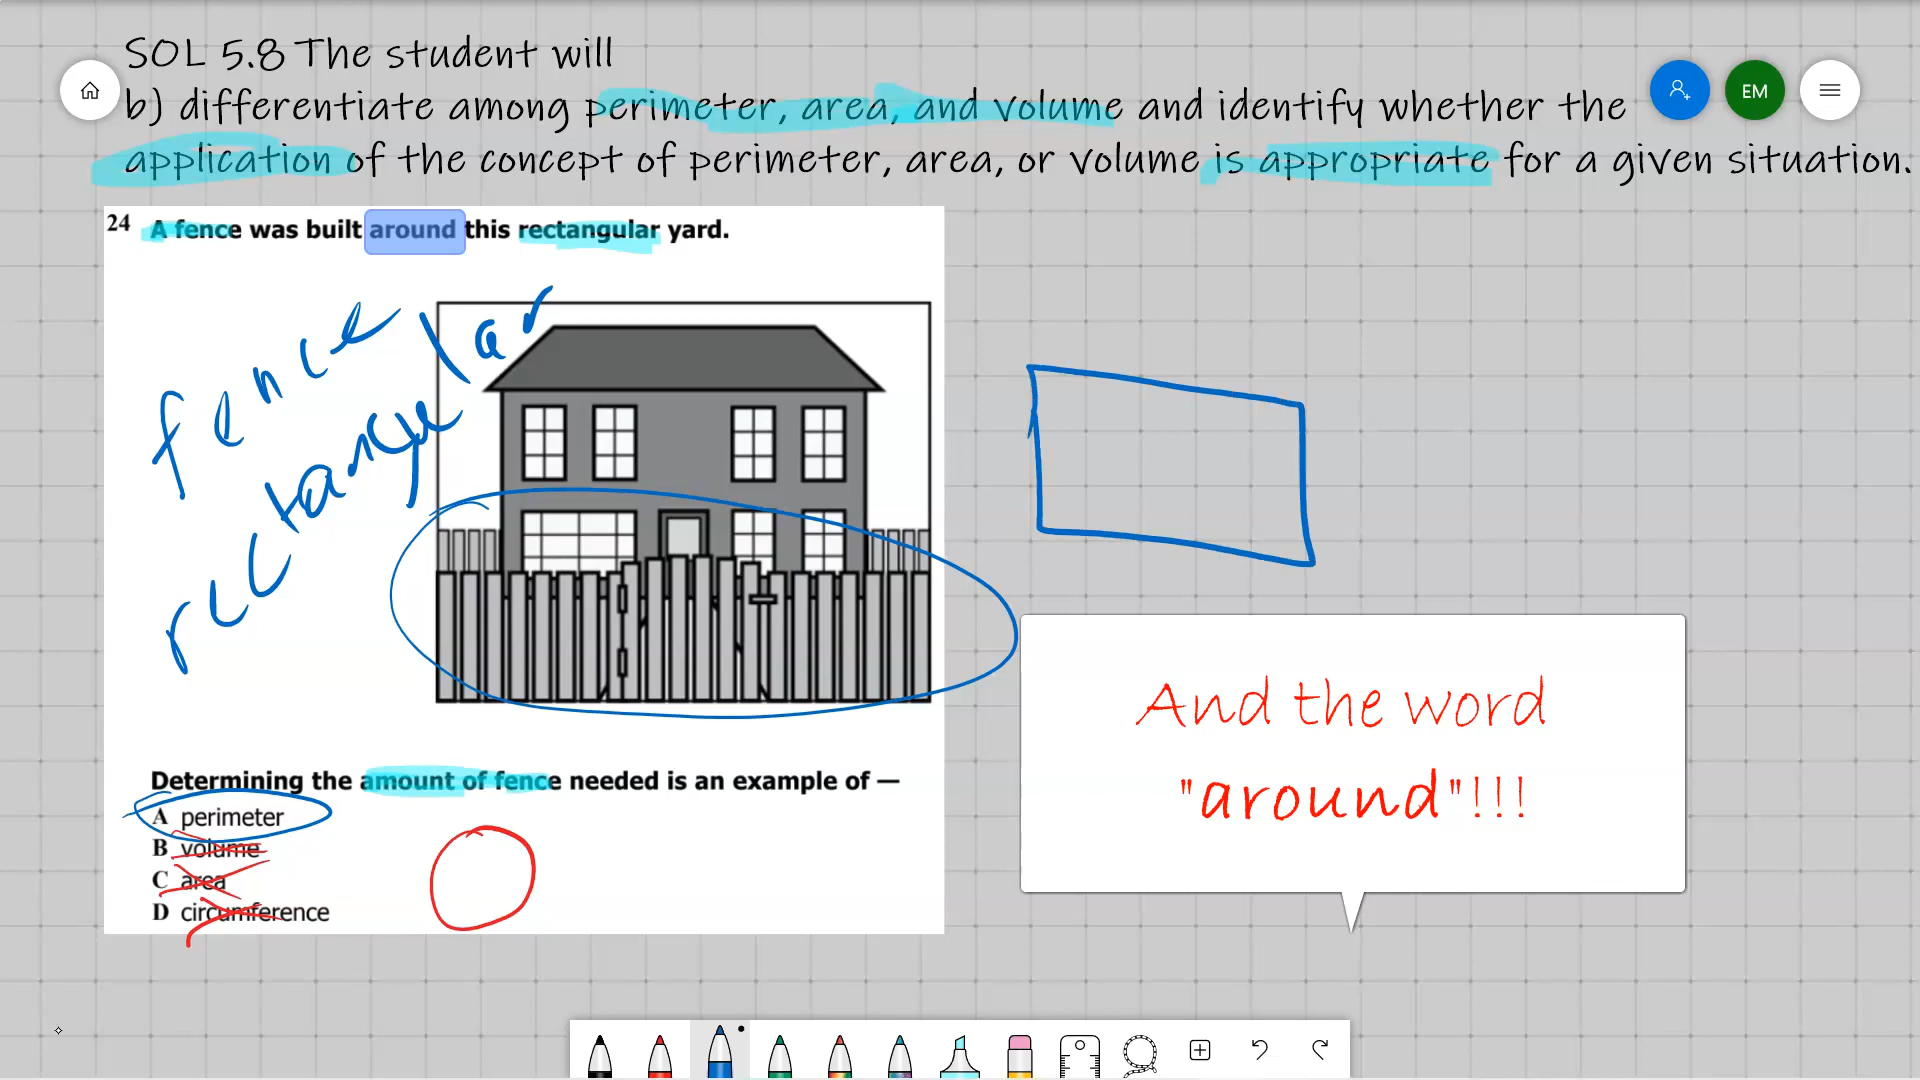 SOL 5.8 The student will
b) differentiate among perimeter, area, and volume and identify whether the
application of the concept of perimeter, area, or volume is appropriate for a given situation.
EM
24 A fence was built around this rectangular yard.
fence
rectangular
Determining the amount of fence needed is an example of —
A perimeter
B volume
C area
D circumference
And the word
"around"!!!